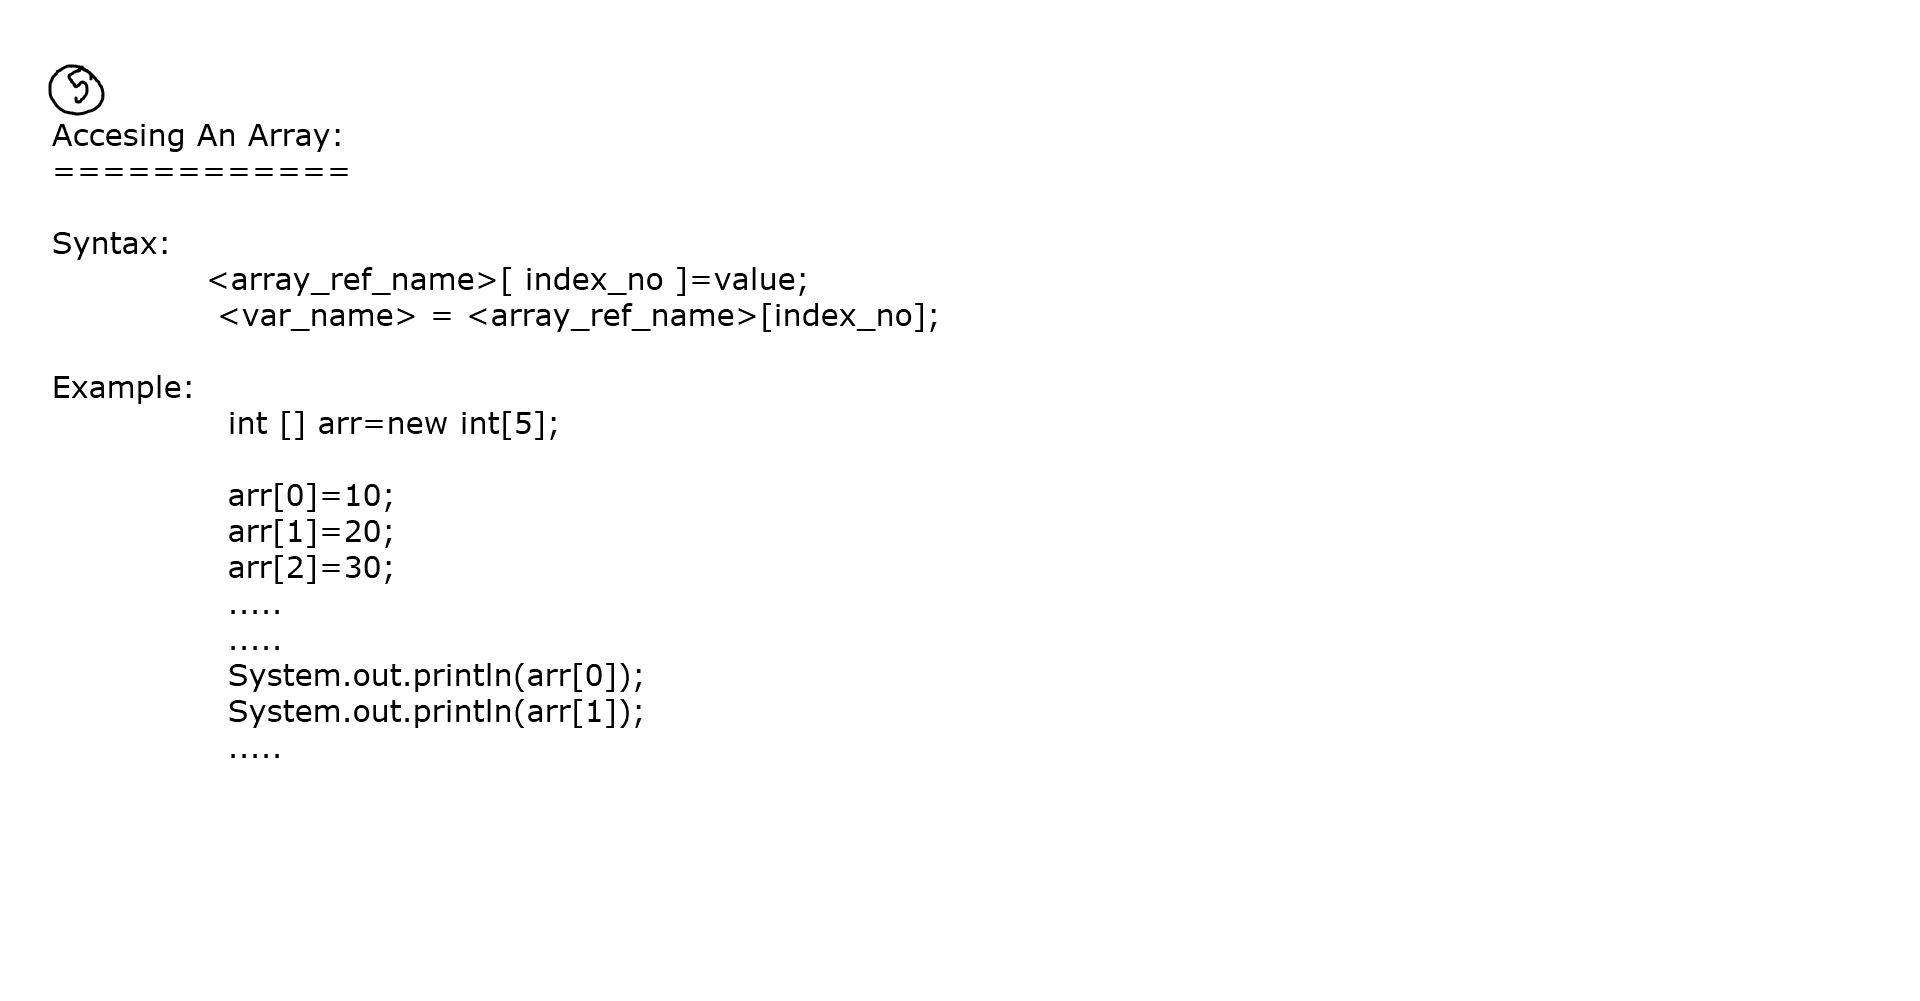 5
Accesing An Array:
============
Syntax:
<array_ref_name>[ index_no ]=value;
<var_name> = <array_ref_name>[index_no];
Example:
int [] arr=new int[5];
arr[0]=10;
arr[1]=20;
arr[2]=30;
.....
.....
System.out.println(arr[0]);
System.out.println(arr[1]);
.....